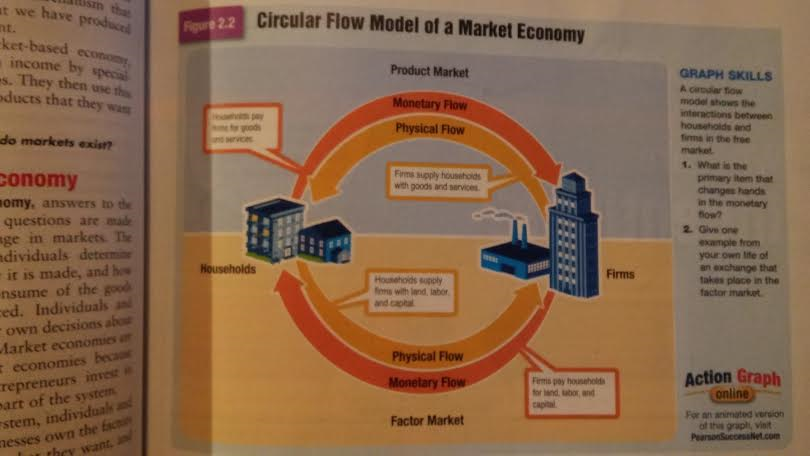 that
t we have produced
nt.
ket-based economy,
income by special-
s. They then use this
oducts that they want
do markets exist?
conomy
nomy, answers to the
questions are made
ge in markets. The
ndividuals determine
it is made, and how
onsume of the goods
ced. Individuals and
own decisions about
Market economies are
t economies because
trepreneurs invest in
part of the system.
ystem, individuals and
nesses own the factors
they want, and
Figure 2.2
Circular Flow Model of a Market Economy
Product Market
Monetary Flow
Physical Flow
Households pay
firms for goods
and services.
Firms supply households
with goods and services.
Households
Firms
Households supply
firms with land, labor,
and capital.
Physical Flow
Monetary Flow
Firms pay households
for land, labor, and
capital.
Factor Market
GRAPH SKILLS
A circular flow
model shows the
interactions between
households and
firms in the free
market.
1. What is the
primary item that
changes hands
in the monetary
flow?
2. Give one
example from
your own life of
an exchange that
takes place in the
factor market.
Action Graph
online
For an animated version
of this graph, visit
PearsonSuccessNet.com